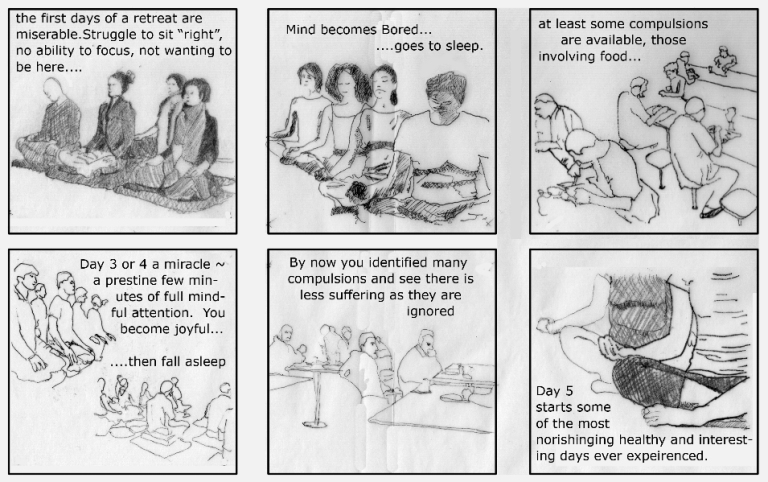 the first days of a retreat are
miserable.Struggle to sit “right”,
no ability to focus, not wanting to
be here....
Mind becomes Bored...
....goes to sleep.
at least some compulsions
are available, those
involving food...
Day 3 or 4 a miracle ~
a prestine few min-
utes of full mind-
ful attention. You
become joyful...
....then fall asleep
By now you identified many
compulsions and see there is
less suffering as they are
ignored
Day 5
starts some
of the most
norishinging healthy and interest-
ing days ever expeirenced.